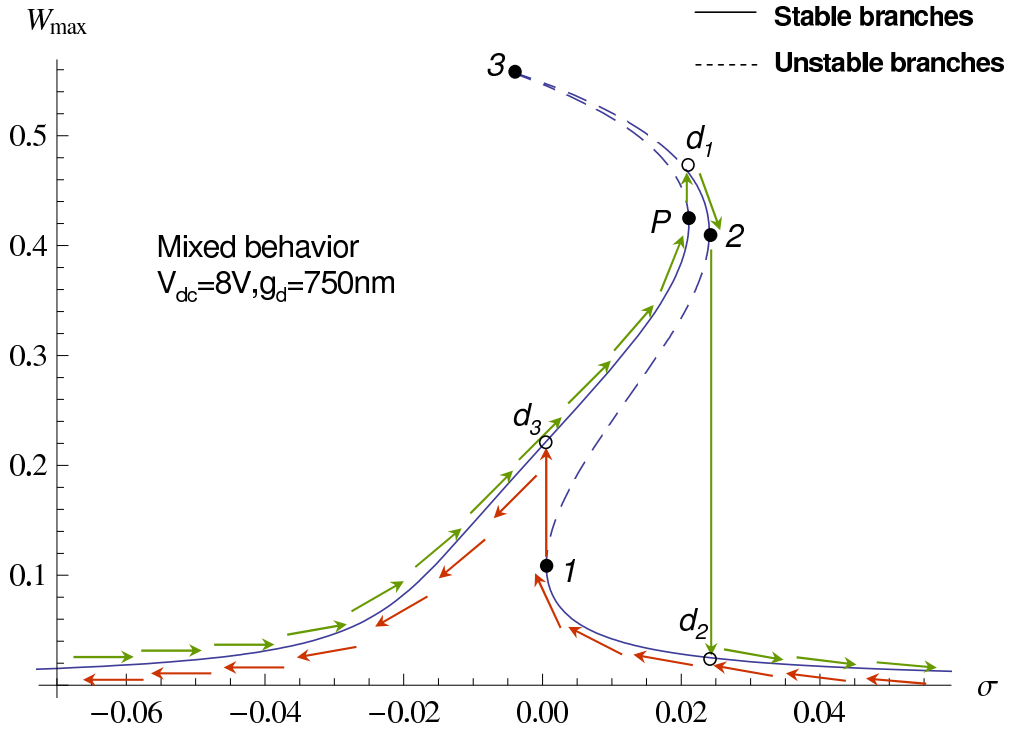 W_max
Stable branches
Unstable branches
3
0.5
d_1
P
2
0.4
Mixed behavior
V_dc=8V,g_d=750nm
0.3
d_3
0.2
0.1
1
d_2
σ
−0.06
−0.04
−0.02
0.00
0.02
0.04